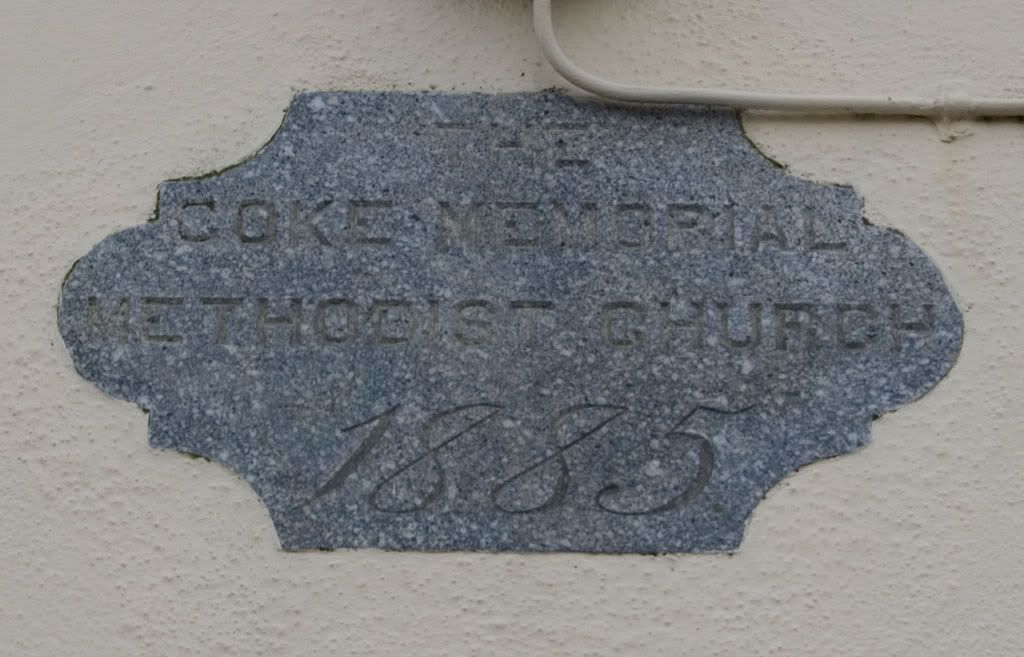 THE
COKE MEMORIAL
METHODIST CHURCH
1885